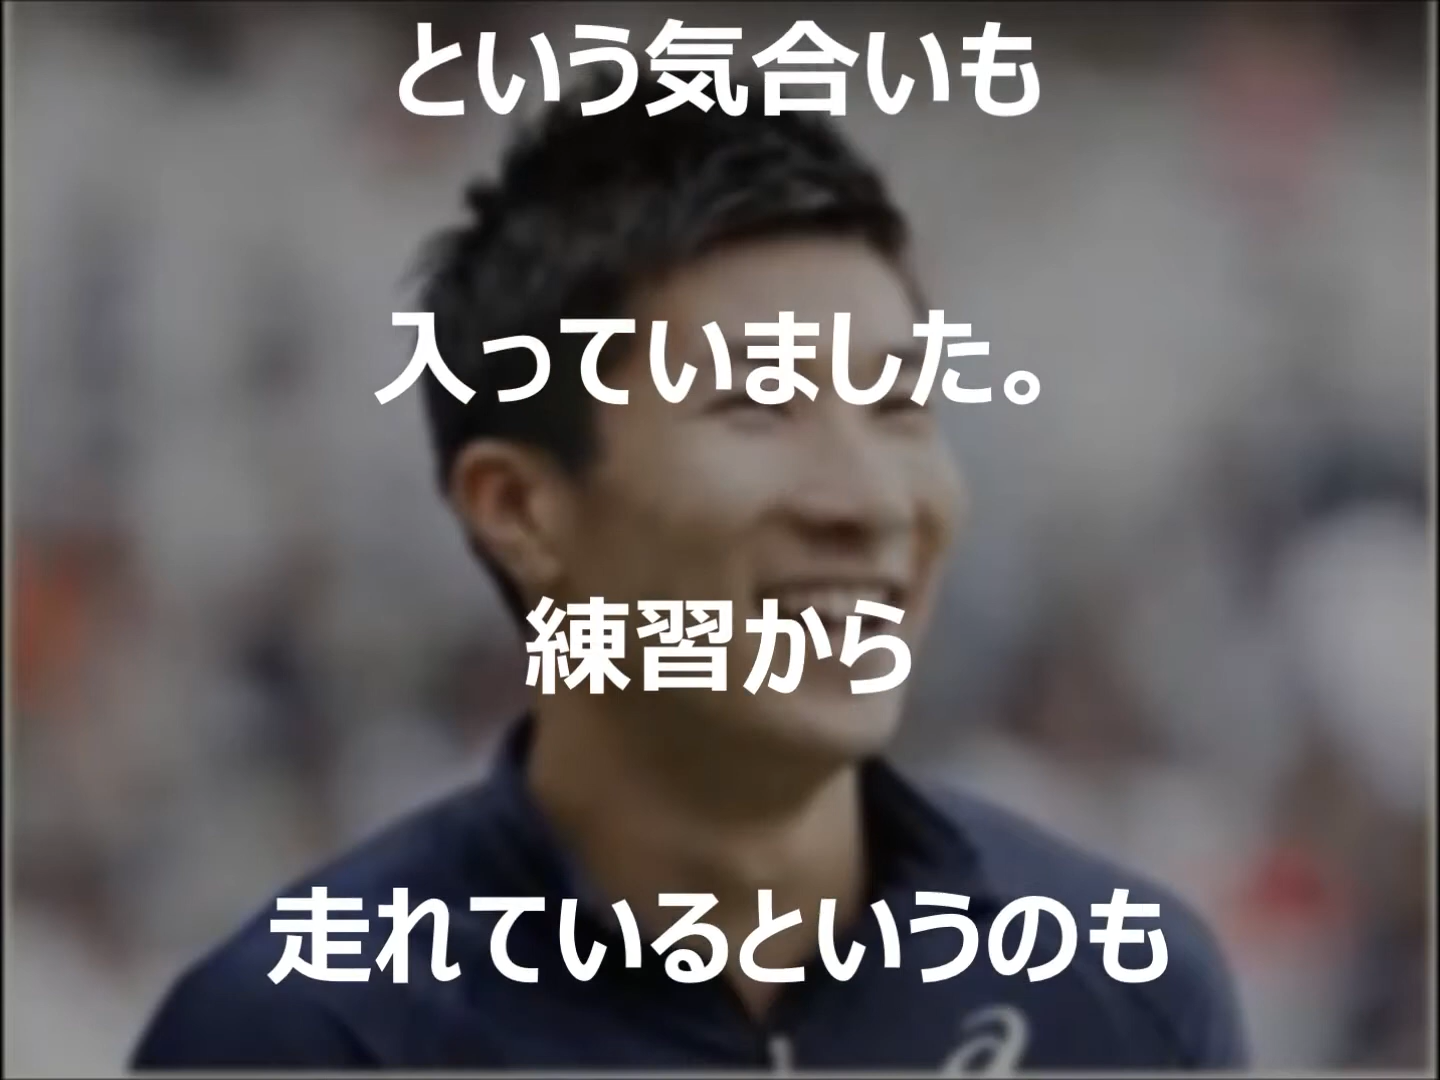 という気合いも
入っていました。
練習から
走れているというのも